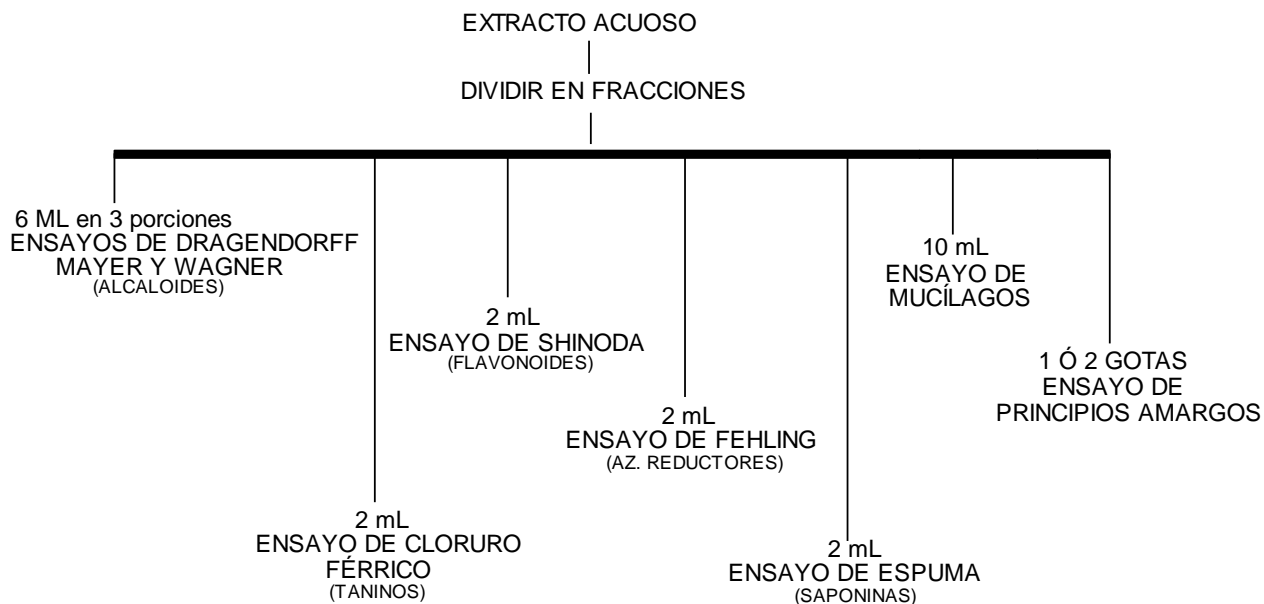 EXTRACTO ACUOSO
DIVIDIR EN FRACCIONES
6 ML en 3 porciones
ENSAYOS DE DRAGENDORFF
MAYER Y WAGNER
(ALCALOIDES)
2 mL
ENSAYO DE CLORURO
FÉRRICO
(TANINOS)
2 mL
ENSAYO DE SHINODA
(FLAVONOIDES)
2 mL
ENSAYO DE FEHLING
(AZ. REDUCTORES)
2 mL
ENSAYO DE ESPUMA
(SAPONINAS)
10 mL
ENSAYO DE
MUCÍLAGOS
1 Ó 2 GOTAS
ENSAYO DE
PRINCIPIOS AMARGOS